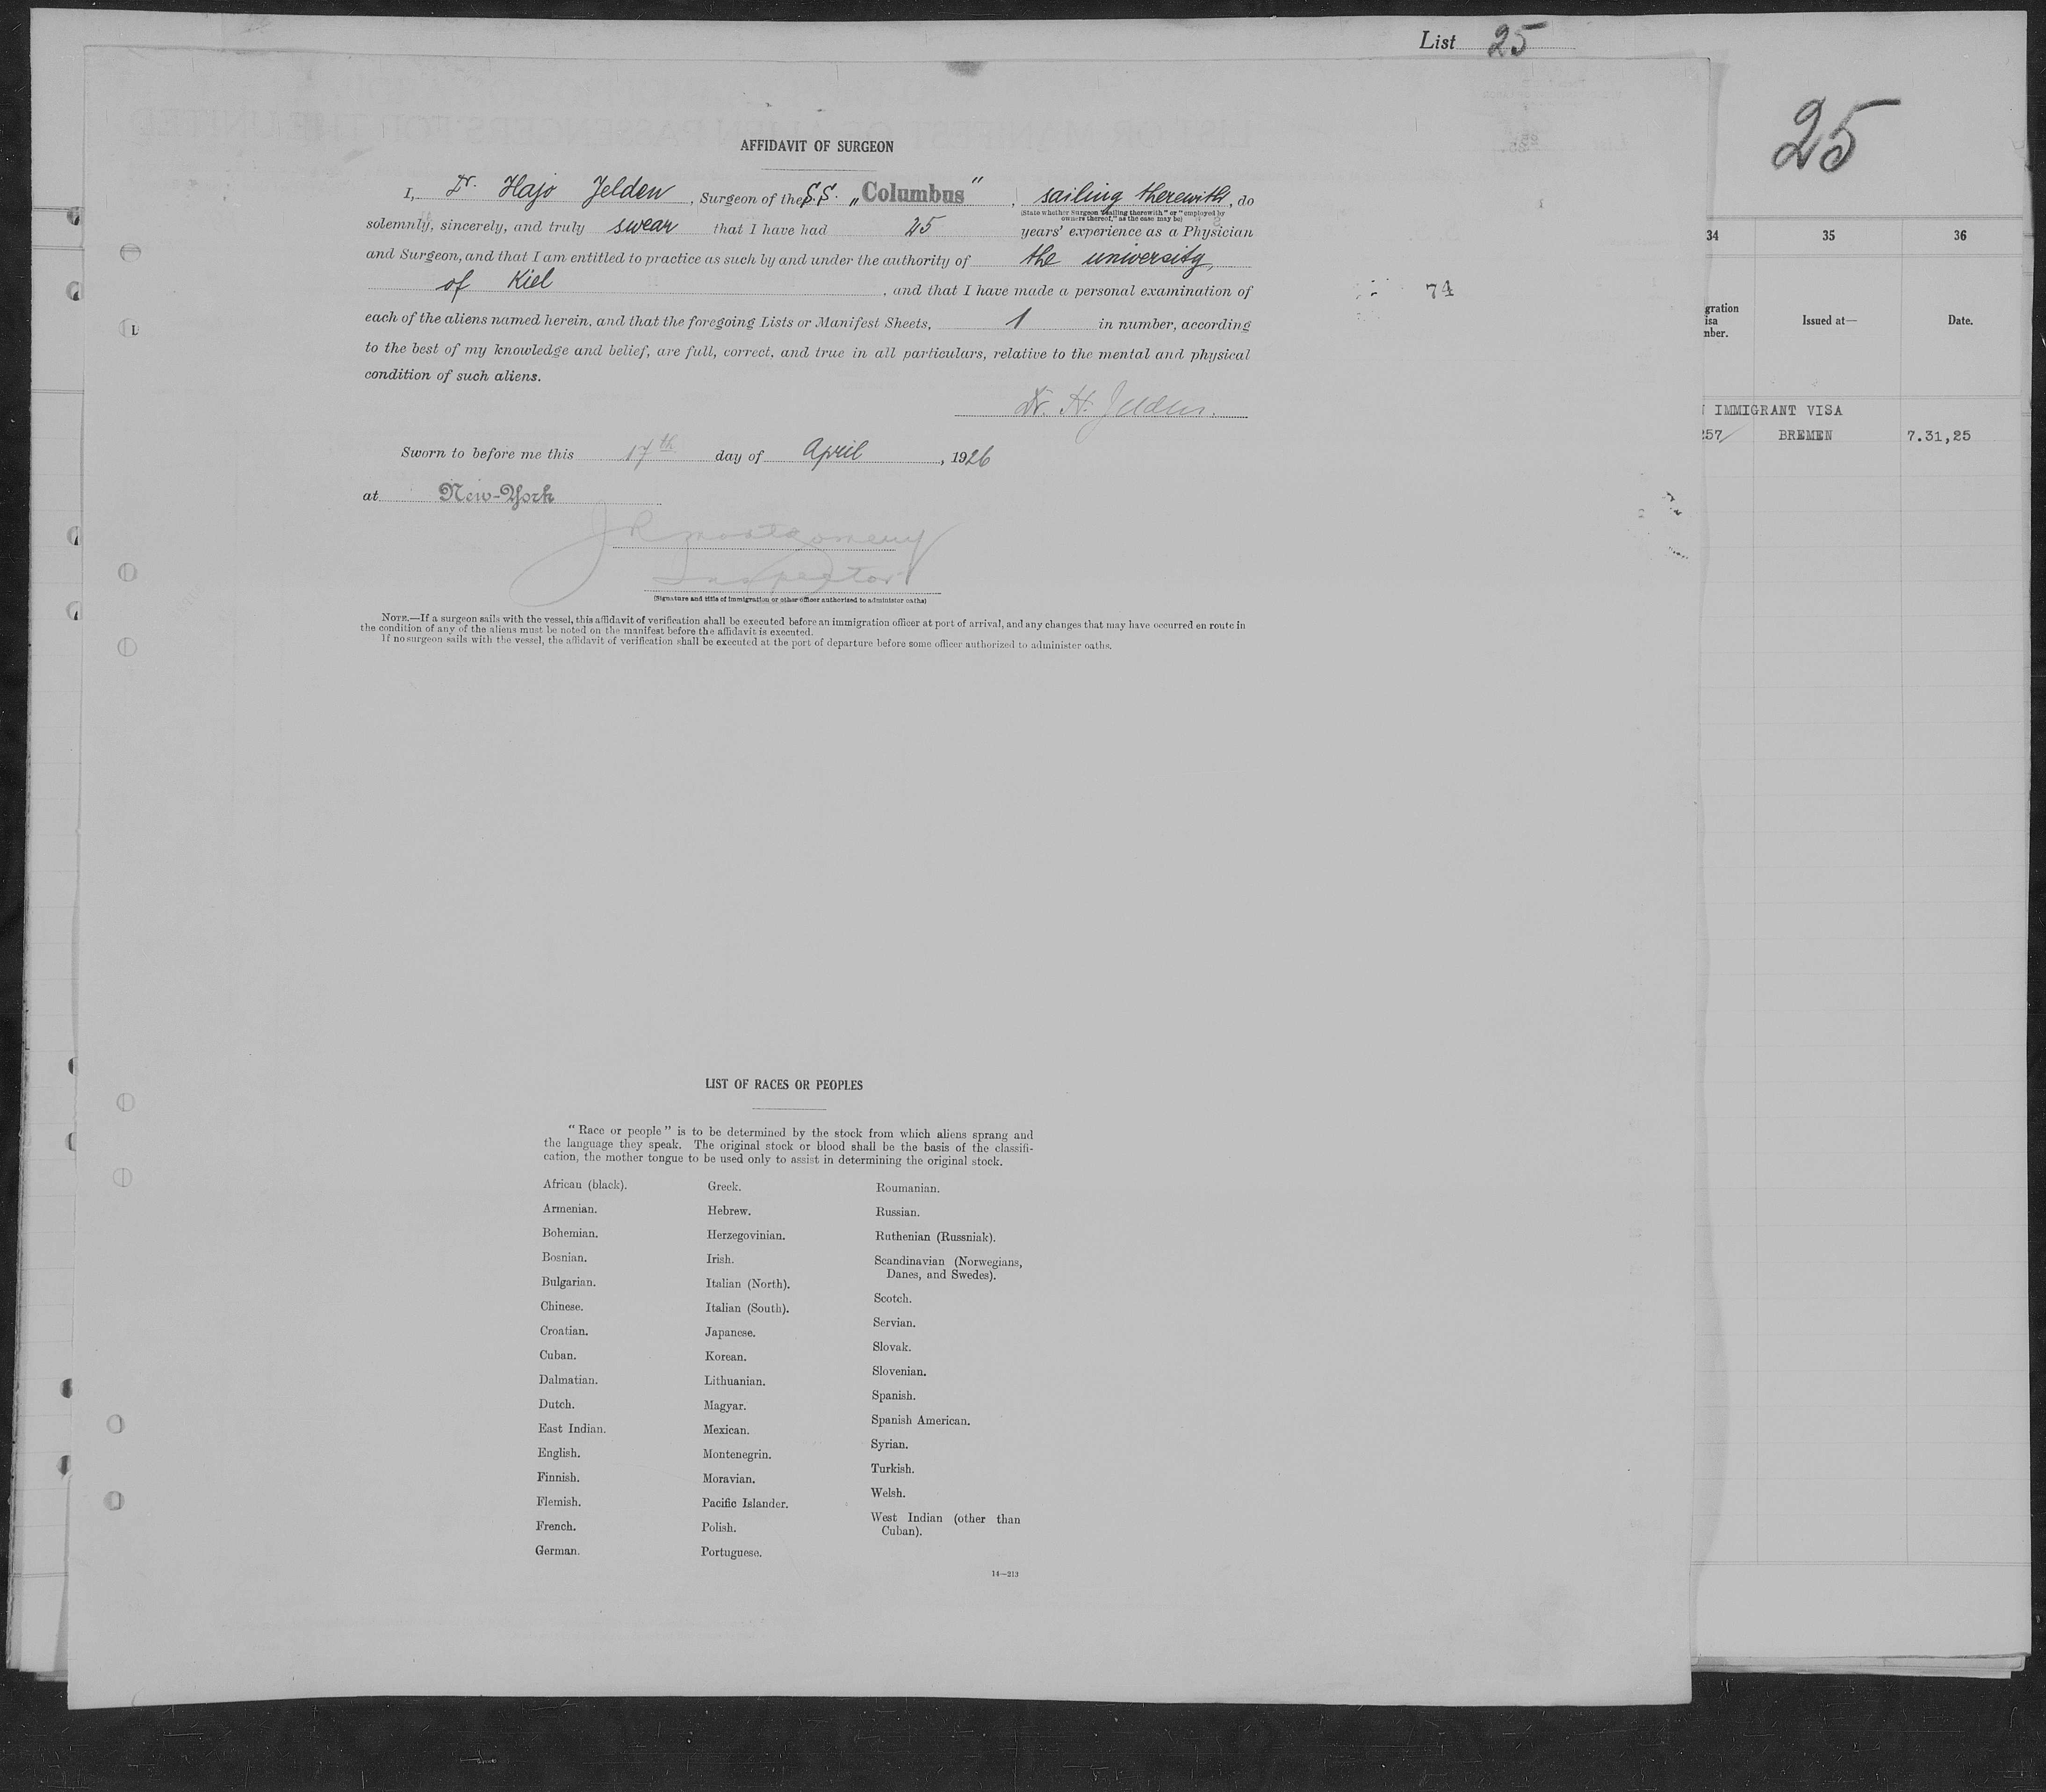 List 25
25
AFFIDAVIT OF SURGEON
I, Dr. Hajo Jelden, Surgeon of the S.S. „Columbus", sailing therewith, do
(State whether Surgeon "sailing therewith" or "employed by
owners thereof," as the case may be)
solemnly, sincerely, and truly swear that I have had 25 years' experience as a Physician
and Surgeon, and that I am entitled to practice as such by and under the authority of the university,
of Kiel, and that I have made a personal examination of
each of the aliens named herein, and that the foregoing Lists or Manifest Sheets, 1 in number, according
to the best of my knowledge and belief, are full, correct, and true in all particulars, relative to the mental and physical
condition of such aliens.
Dr. H. Jelden.
Sworn to before me this 17th day of April, 1926
at New-York
J R Montgomery
Inspector
(Signature and title of immigration or other officer authorized to administer oaths)
NOTE.—If a surgeon sails with the vessel, this affidavit of verification shall be executed before an immigration officer at port of arrival, and any changes that may have occurred en route in
the condition of any of the aliens must be noted on the manifest before the affidavit is executed.
If no surgeon sails with the vessel, the affidavit of verification shall be executed at the port of departure before some officer authorized to administer oaths.
74
34 35 36
Issued at—
Date.
IMMIGRANT VISA
257 BREMEN 7.31,25
LIST OF RACES OR PEOPLES
"Race or people" is to be determined by the stock from which aliens sprang and
the language they speak. The original stock or blood shall be the basis of the classifi-
cation, the mother tongue to be used only to assist in determining the original stock.
African (black).
Armenian.
Bohemian.
Bosnian.
Bulgarian.
Chinese.
Croatian.
Cuban.
Dalmatian.
Dutch.
East Indian.
English.
Finnish.
Flemish.
French.
German.
Greek.
Hebrew.
Herzegovinian.
Irish.
Italian (North).
Italian (South).
Japanese.
Korean.
Lithuanian.
Magyar.
Mexican.
Montenegrin.
Moravian.
Pacific Islander.
Polish.
Portuguese.
Roumanian.
Russian.
Ruthenian (Russniak).
Scandinavian (Norwegians,
Danes, and Swedes).
Scotch.
Servian.
Slovak.
Slovenian.
Spanish.
Spanish American.
Syrian.
Turkish.
Welsh.
West Indian (other than
Cuban).
14—213